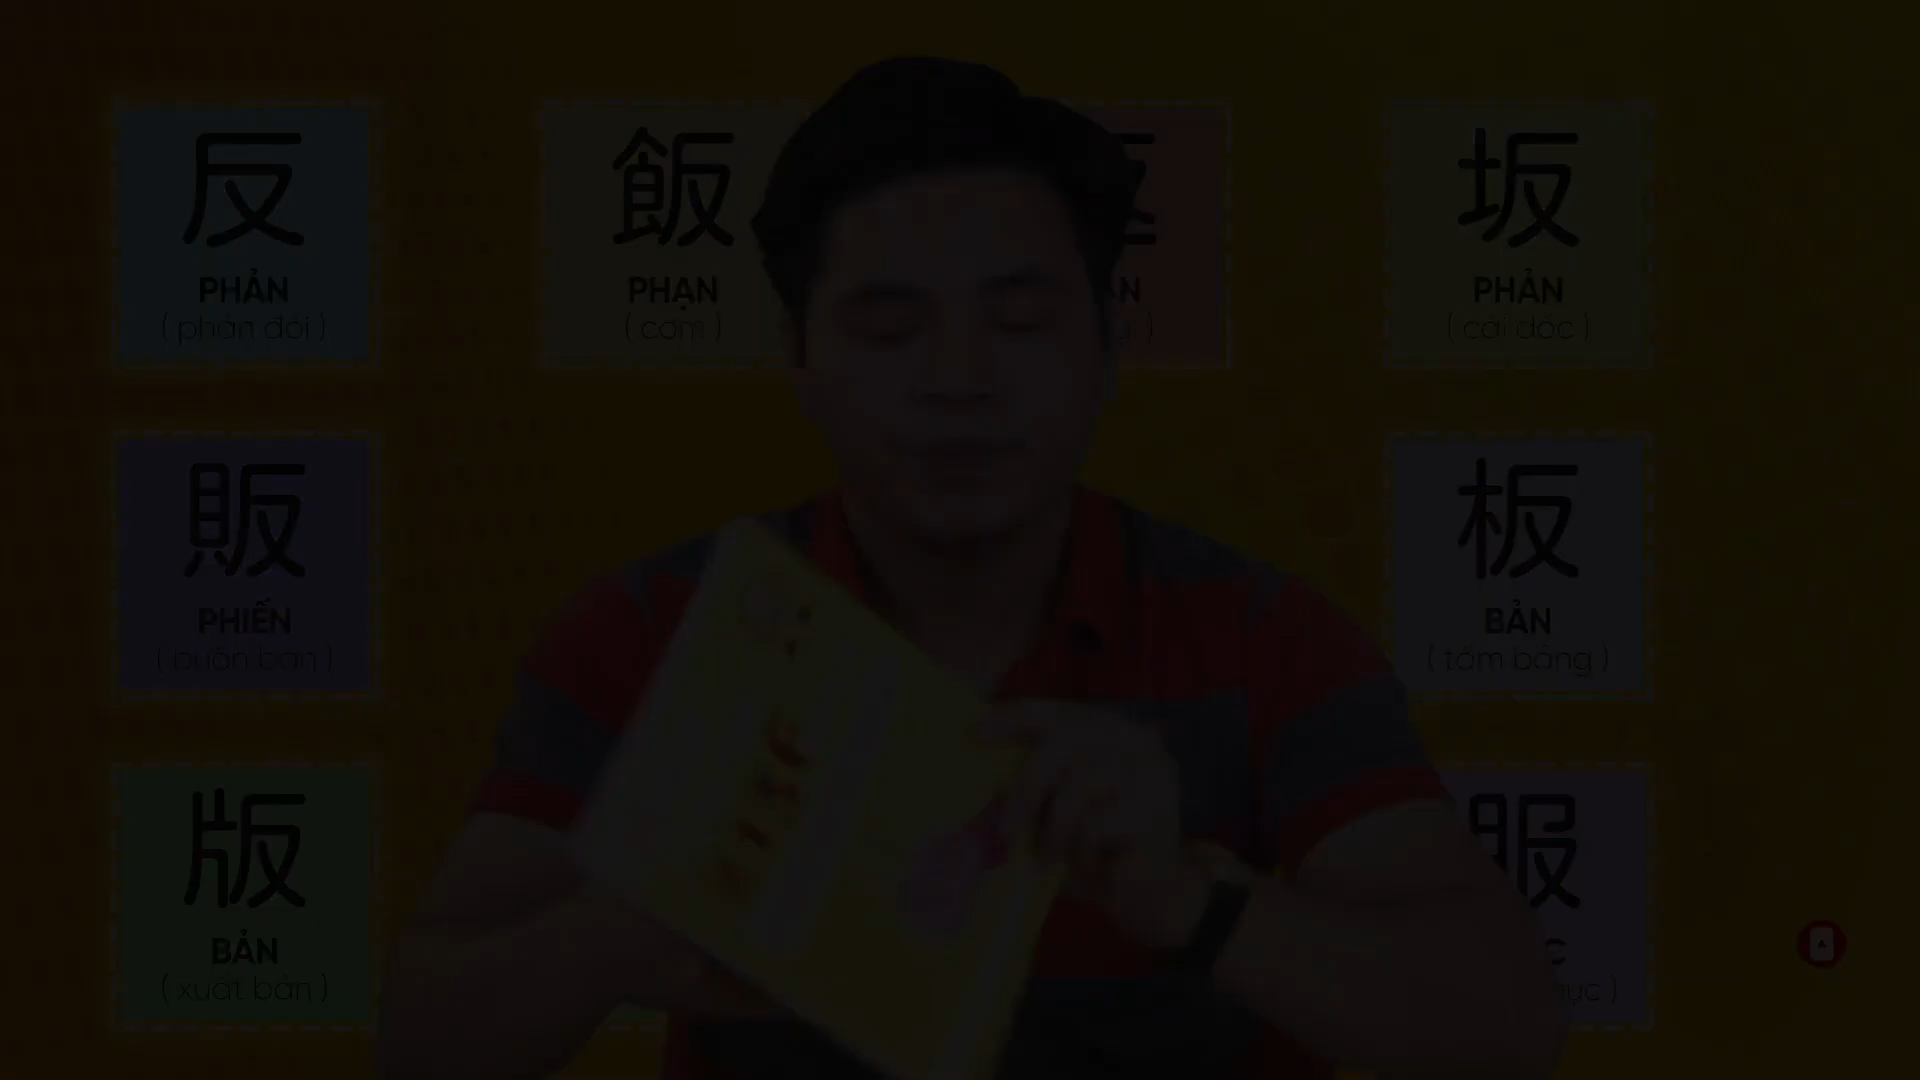 反
PHẢN
( phản đối )
飯
PHẠN
( cơm )
坂
PHẢN
( cái dốc )
販
PHIẾN
( buôn bán )
板
BẢN
( tấm bảng )
版
BẢN
( xuất bản )
服